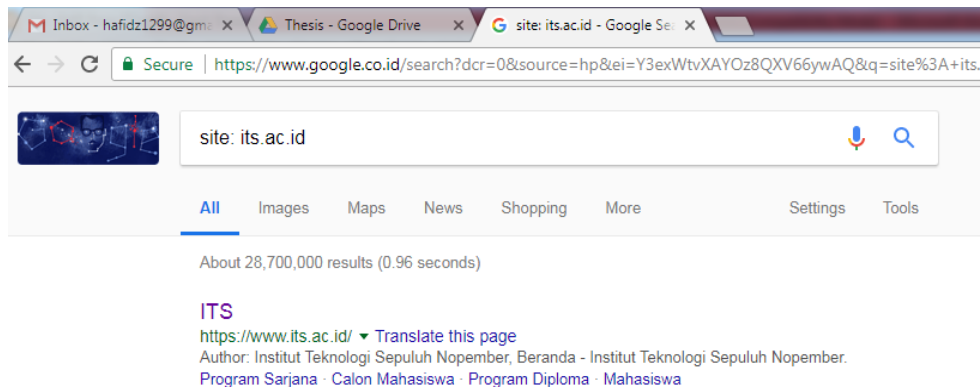 Inbox - hafidz1299@gma
Thesis - Google Drive
site: its.ac.id - Google Sea
Secure | https://www.google.co.id/search?dcr=0&source=hp&ei=Y3exWtvXAYOz8QXV66ywAQ&q=site%3A+its.
site: its.ac.id
All Images Maps News Shopping More Settings Tools
About 28,700,000 results (0.96 seconds)
ITS
https://www.its.ac.id/ ▾ Translate this page
Author: Institut Teknologi Sepuluh Nopember, Beranda - Institut Teknologi Sepuluh Nopember.
Program Sarjana · Calon Mahasiswa · Program Diploma · Mahasiswa